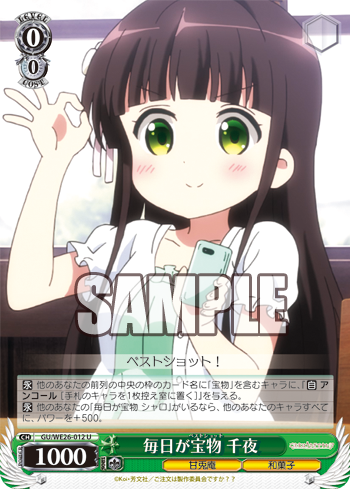 LEVEL
0
0
COST
SAMPLE
ベストショット！
永 他のあなたの前列の中央の枠のカード名に「宝物」を含むキャラに、『自 ア
ンコール ［手札のキャラを1枚控え室に置く］』を与える。
永 他のあなたの「毎日が宝物 シャロ」がいるなら、他のあなたのキャラすべて
に、パワーを＋500。
CH GU/WE26-012 U
1000
毎日が宝物 千夜
甘兎庵 和菓子
©Koi・芳文社／ご注文は製作委員会ですか？？